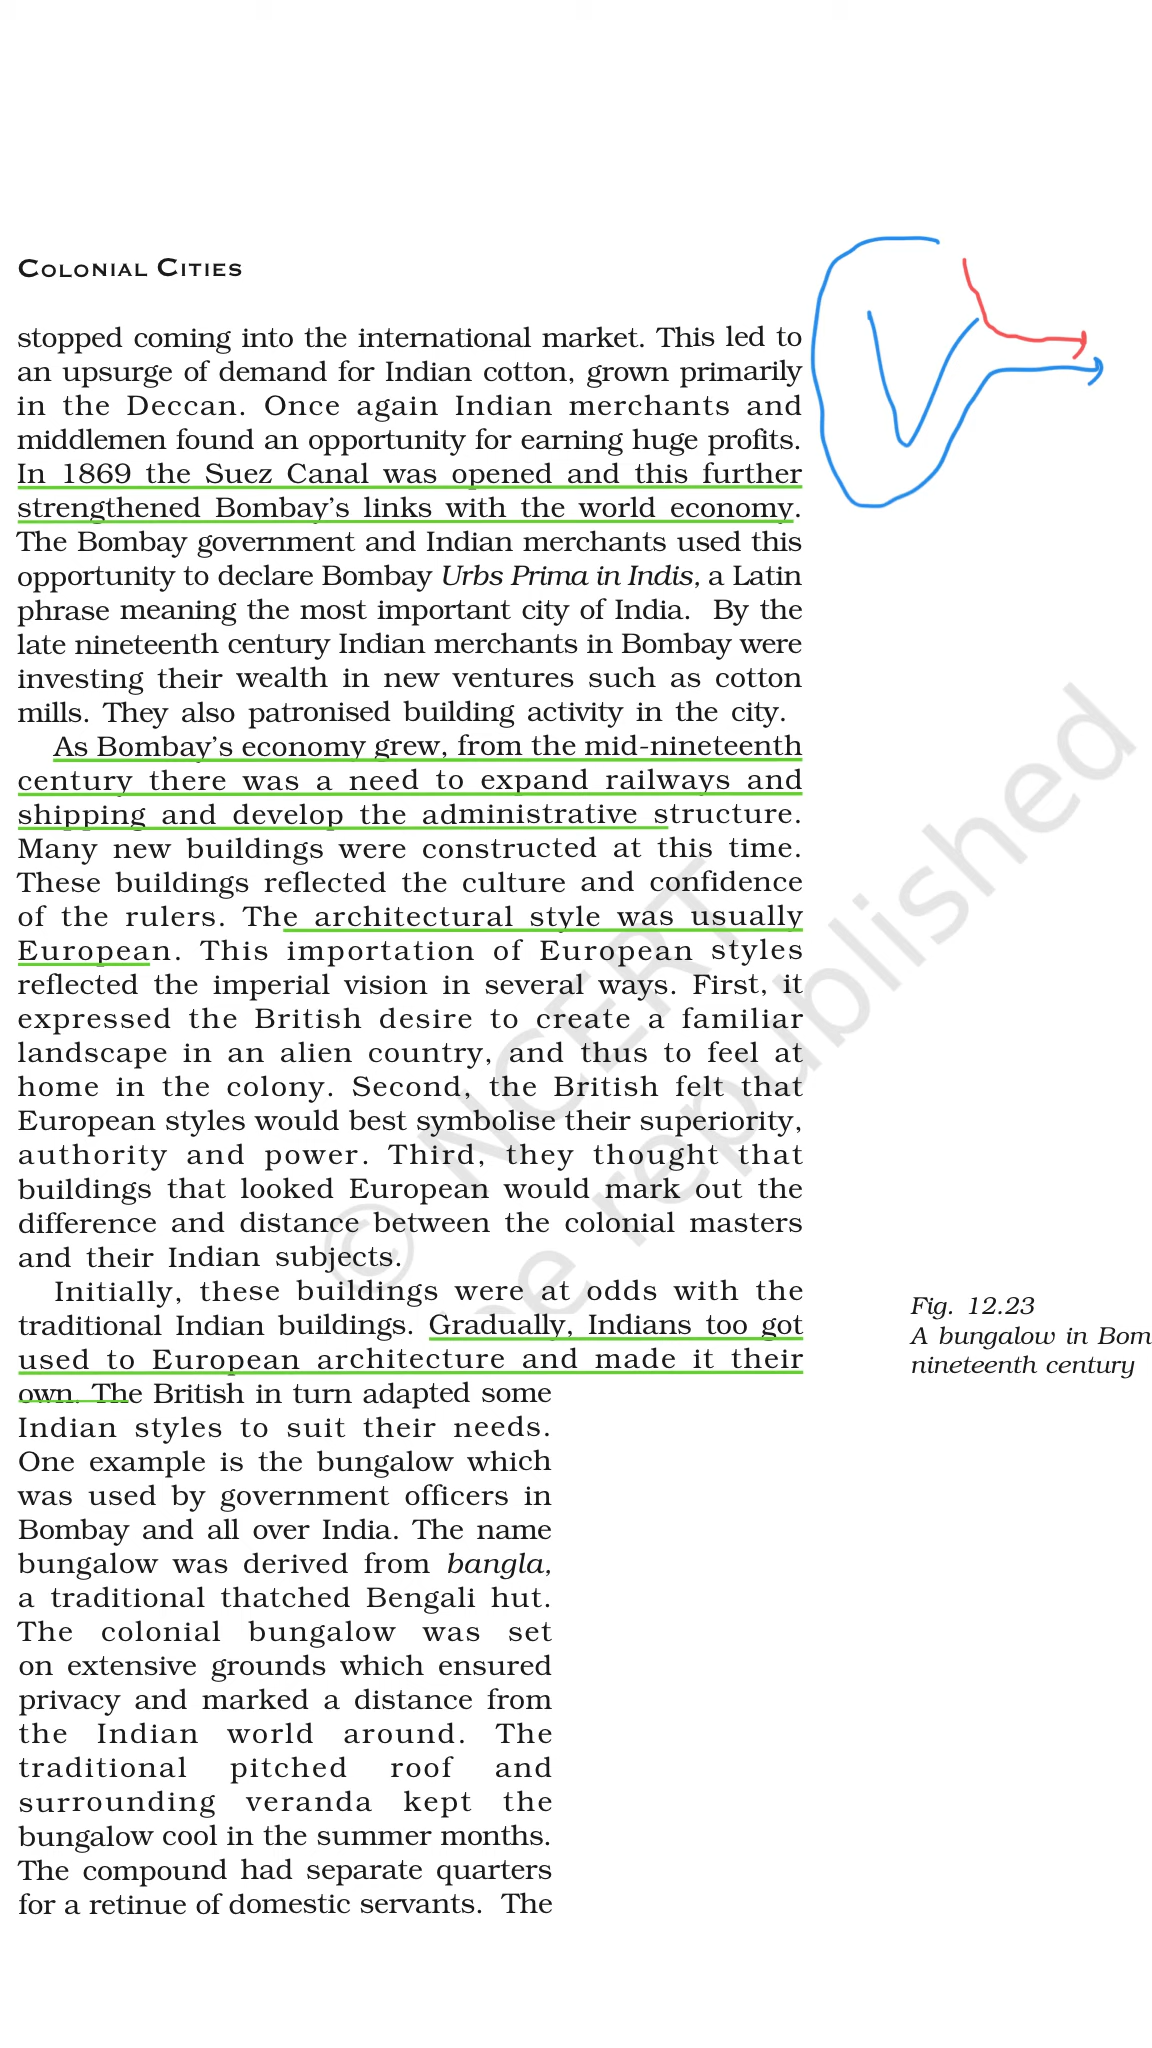 COLONIAL CITIES
stopped coming into the international market. This led to
an upsurge of demand for Indian cotton, grown primarily
in the Deccan. Once again Indian merchants and
middlemen found an opportunity for earning huge profits.
In 1869 the Suez Canal was opened and this further
strengthened Bombay's links with the world economy.
The Bombay government and Indian merchants used this
opportunity to declare Bombay Urbs Prima in Indis, a Latin
phrase meaning the most important city of India. By the
late nineteenth century Indian merchants in Bombay were
investing their wealth in new ventures such as cotton
mills. They also patronised building activity in the city.
As Bombay's economy grew, from the mid-nineteenth
century there was a need to expand railways and
shipping and develop the administrative structure.
Many new buildings were constructed at this time.
These buildings reflected the culture and confidence
of the rulers. The architectural style was usually
European. This importation of European styles
reflected the imperial vision in several ways. First, it
expressed the British desire to create a familiar
landscape in an alien country, and thus to feel at
home in the colony. Second, the British felt that
European styles would best symbolise their superiority,
authority and power. Third, they thought that
buildings that looked European would mark out the
difference and distance between the colonial masters
and their Indian subjects.
Initially, these buildings were at odds with the
traditional Indian buildings. Gradually, Indians too got
used to European architecture and made it their
own. The British in turn adapted some
Indian styles to suit their needs.
One example is the bungalow which
was used by government officers in
Bombay and all over India. The name
bungalow was derived from bangla,
a traditional thatched Bengali hut.
The colonial bungalow was set
on extensive grounds which ensured
privacy and marked a distance from
the Indian world around. The
traditional pitched roof and
surrounding veranda kept the
bungalow cool in the summer months.
The compound had separate quarters
for a retinue of domestic servants. The
Fig. 12.23
A bungalow in Bom
nineteenth century
© NCERT
be republished